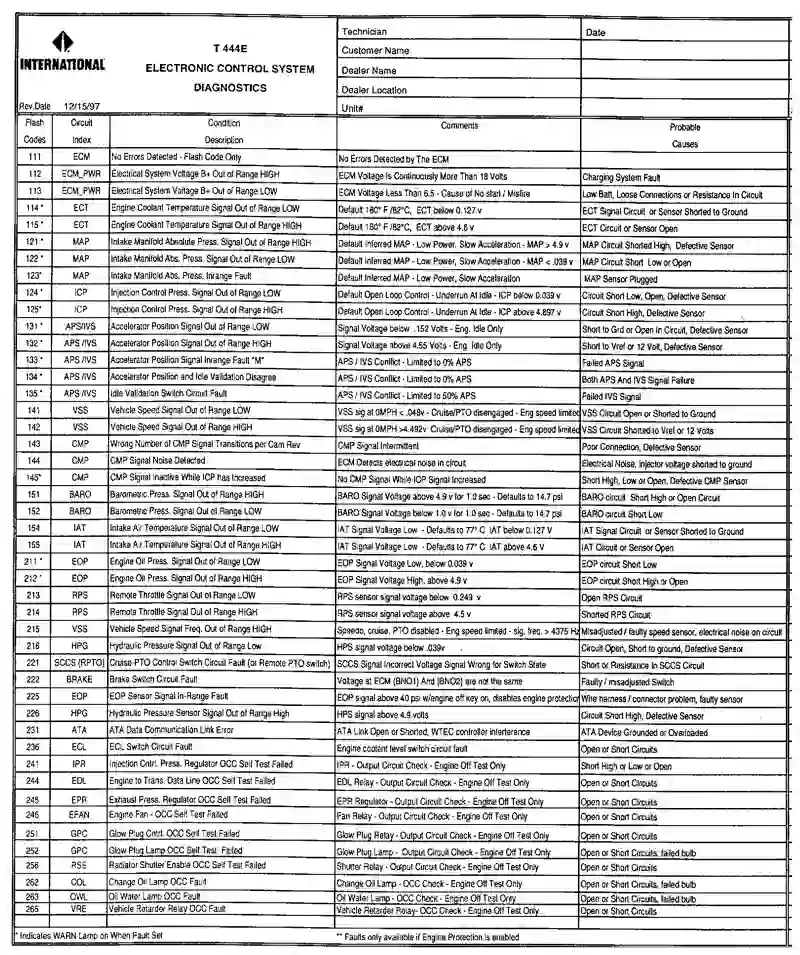 INTERNATIONAL
T 444E
ELECTRONIC CONTROL SYSTEM
DIAGNOSTICS
Rev.Date 12/15/97
Technician Date
Customer Name
Dealer Name
Dealer Location
Unit#
Flash Codes Circuit Index Condition Description Comments Probable Causes
111 ECM No Errors Detected - Flash Code Only No Errors Detected by The ECM
112 ECM_PWR Electrical System Voltage B+ Out of Range HIGH ECM Voltage Is Continuously More Than 18 Volts Charging System Fault
113 ECM_PWR Electrical System Voltage B+ Out of Range LOW ECM Voltage Less Than 6.5 - Cause of No start / Misfire Low Batt, Loose Connections or Resistance In Circuit
114 * ECT Engine Coolant Temperature Signal Out of Range LOW Default 180° F /82°C, ECT below 0.127 v ECT Signal Circuit or Sensor Shorted to Ground
115 * ECT Engine Coolant Temperature Signal Out of Range HIGH Default 180° F /82°C, ECT above 4.6 v ECT Circuit or Sensor Open
121 * MAP Intake Manifold Absolute Press. Signal Out of Range HIGH Default Inferred MAP - Low Power, Slow Acceleration - MAP > 4.9 v MAP Circuit Shorted High, Defective Sensor
122 * MAP Intake Manifold Abs. Press. Signal Out of Range LOW Default Inferred MAP - Low Power, Slow Acceleration - MAP < .039 v MAP Circuit Short Low or Open
123* MAP Intake Manifold Abs. Press. Inrange Fault Default Inferred MAP - Low Power, Slow Acceleration MAP Sensor Plugged
124 * ICP Injection Control Press. Signal Out of Range LOW Default Open Loop Control - Underrun At Idle - ICP below 0.039 v Circuit Short Low, Open, Defective Sensor
125* ICP Injection Control Press. Signal Out of Range HIGH Default Open Loop Control - Underrun At Idle - ICP above 4.897 v Circuit Short High, Defective Sensor
131 * APS/IVS Accelerator Position Signal Out of Range LOW Signal Voltage below .152 Volts - Eng. Idle Only Short to Grd or Open in Circuit, Defective Sensor
132 * APS /IVS Accelerator Position Signal Out of Range HIGH Signal Voltage above 4.55 Volts - Eng. Idle Only Short to Vref or 12 Volt, Defective Sensor
133 * APS /IVS Accelerator Position Signal Inrange Fault "M" APS / IVS Conflict - Limited to 0% APS Failed APS Signal
134 * APS /IVS Accelerator Position and Idle Validation Disagree APS / IVS Conflict - Limited to 0% APS Both APS And IVS Signal Failure
135 * APS /IVS Idle Validation Switch Circuit Fault APS / IVS Conflict - Limited to 50% APS Failed IVS Signal
141 VSS Vehicle Speed Signal Out of Range LOW VSS sig at 0MPH < .048v - Cruise/PTO disengaged - Eng speed limited VSS Circuit Open or Shorted to Ground
142 VSS Vehicle Speed Signal Out of Range HIGH VSS sig at 0MPH >4.492v Cruise/PTO disengaged - Eng speed limited VSS Circuit Shorted to Vref or 12 Volts
143 CMP Wrong Number of CMP Signal Transitions per Cam Rev CMP Signal Intermittent Poor Connection, Defective Sensor
144 CMP CMP Signal Noise Detected ECM Detects electrical noise in circuit Electrical Noise, Injector voltage shorted to ground
145* CMP CMP Signal Inactive While ICP has Increased No CMP Signal While ICP Signal Increased Short High, Low or Open, Defective CMP Sensor
151 BARO Barometric Press. Signal Out of Range HIGH BARO Signal Voltage above 4.9 v for 1.0 sec - Defaults to 14.7 psi BARO circuit Short High or Open Circuit
152 BARO Barometric Press. Signal Out of Range LOW BARO Signal Voltage below 1.0 v for 1.0 sec - Defaults to 14.7 psi BARO circuit Short Low
154 IAT Intake Air Temperature Signal Out of Range LOW IAT Signal Voltage Low - Defaults to 77° C IAT below 0.127 V IAT Signal Circuit or Sensor Shorted to Ground
155 IAT Intake Air Temperature Signal Out of Range HIGH IAT Signal Voltage Low - Defaults to 77° C IAT above 4.6 V IAT Circuit or Sensor Open
211 * EOP Engine Oil Press. Signal Out of Range LOW EOP Signal Voltage Low, below 0.039 v EOP circuit Short Low
212 * EOP Engine Oil Press. Signal Out of Range HIGH EOP Signal Voltage High, above 4.9 v EOP circuit Short High or Open
213 RPS Remote Throttle Signal Out of Range LOW RPS sensor signal voltage below 0.249 v Open RPS Circuit
214 RPS Remote Throttle Signal Out of Range HIGH RPS sensor signal voltage above 4.5 v Shorted RPS Circuit
215 VSS Vehicle Speed Signal Freq. Out of Range HIGH Speedo, cruise, PTO disabled - Eng speed limited - sig. freq. > 4375 Hz Misadjusted / faulty speed sensor, electrical noise on circuit
216 HPG Hydraulic Pressure Signal Out of Range Low HPS signal voltage below .039v Circuit Open, Short to ground, Defective Sensor
221 SCCS (RPTO) Cruise-PTO Control Switch Circuit Fault (or Remote PTO switch) SCCS Signal Incorrect Voltage Signal Wrong for Switch State Short or Resistance In SCCS Circuit
222 BRAKE Brake Switch Circuit Fault Voltage at ECM (BNO1) And (BNO2) are not the same Faulty / misadjusted Switch
225 EOP EOP Sensor Signal In-Range Fault EOP signal above 40 psi w/engine off key on, disables engine protection Wire harness / connector problem, faulty sensor
226 HPG Hydraulic Pressure Sensor Signal Out of Range High HPS signal above 4.9 volts Circuit Short High, Defective Sensor
231 ATA ATA Data Communication Link Error ATA Link Open or Shorted, WTEC controller interference ATA Device Grounded or Overloaded
236 ECL ECL Switch Circuit Fault Engine coolant level switch circuit fault Open or Short Circuits
241 IPR Injection Cntrl. Press. Regulator OCC Self Test Failed IPR - Output Circuit Check - Engine Off Test Only Short High or Low or Open
244 EDL Engine to Trans. Data Line OCC Self Test Failed EDL Relay - Output Circuit Check - Engine Off Test Only Open or Short Circuits
245 EPR Exhaust Press. Regulator OCC Self Test Failed EPR Regulator - Output Circuit Check - Engine Off Test Only Open or Short Circuits
246 EFAN Engine Fan - OCC Self Test Failed Fan Relay - Output Circuit Check - Engine Off Test Only Open or Short Circuits
251 GPC Glow Plug Cntrl. OCC Self Test Failed Glow Plug Relay - Output Circuit Check - Engine Off Test Only Open or Short Circuits
252 GPC Glow Plug Lamp OCC Self Test Failed Glow Plug Lamp - Output Circuit Check - Engine Off Test Only Open or Short Circuits, failed bulb
256 RSE Radiator Shutter Enable OCC Self Test Failed Shutter Relay - Output Circuit Check - Engine Off Test Only Open or Short Circuits
262 COL Change Oil Lamp OCC Fault Change Oil Lamp - OCC Check - Engine Off Test Only Open or Short Circuits, failed bulb
263 OWL Oil Water Lamp OCC Fault Oil Water Lamp - OCC Check - Engine Off Test Only Open or Short Circuits, failed bulb
265 VRE Vehicle Retarder Relay OCC Fault Vehicle Retarder Relay- OCC Check - Engine Off Test Only Open or Short Circuits
* Indicates WARN Lamp on When Fault Set ** Faults only available if Engine Protection is enabled